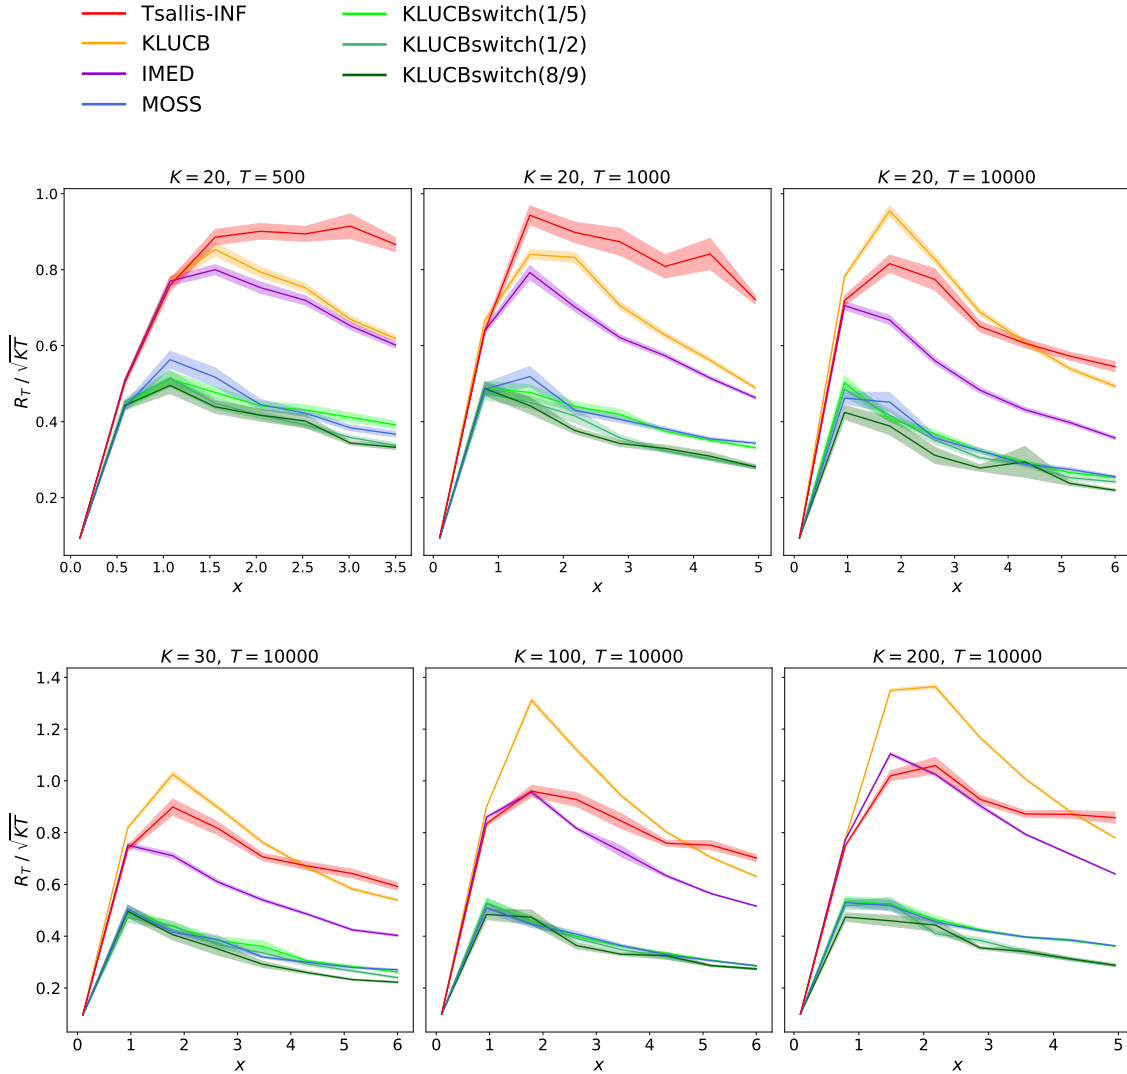 Tsallis-INF
KLUCB
IMED
MOSS
KLUCBswitch(1/5)
KLUCBswitch(1/2)
KLUCBswitch(8/9)
K = 20, T = 500
K = 20, T = 1000
K = 20, T = 10000
R_T / √KT
1.0
0.8
0.6
0.4
0.2
0.0 0.5 1.0 1.5 2.0 2.5 3.0 3.5
0 1 2 3 4 5
0 1 2 3 4 5 6
x
x
x
K = 30, T = 10000
K = 100, T = 10000
K = 200, T = 10000
R_T / √KT
1.4
1.2
1.0
0.8
0.6
0.4
0.2
0 1 2 3 4 5 6
0 1 2 3 4 5 6
0 1 2 3 4 5
x
x
x